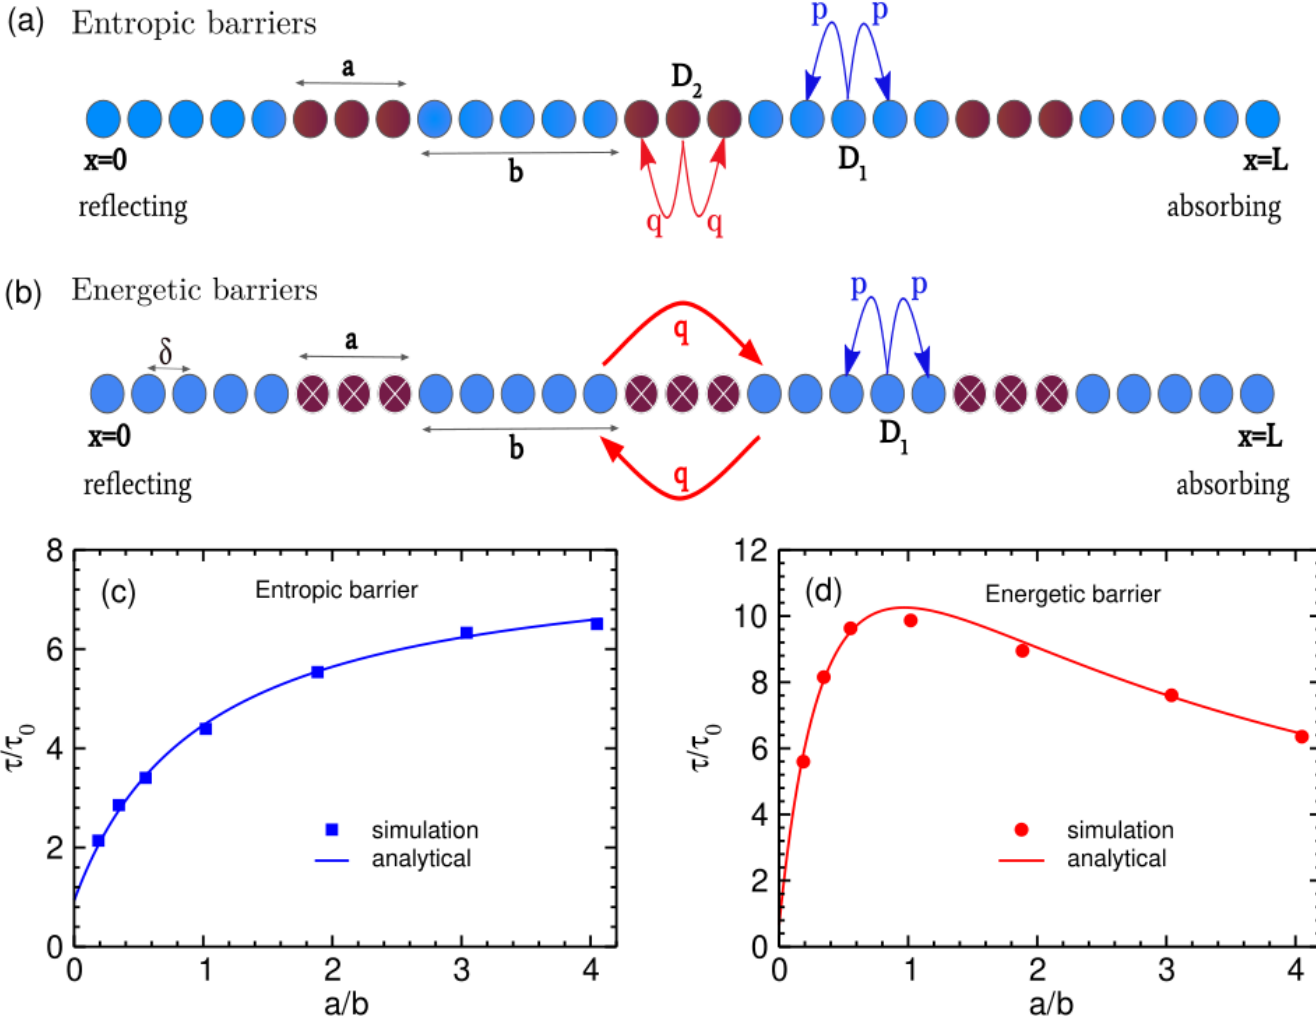 (a) Entropic barriers
p p
a
D2
b
D1
x=0
x=L
reflecting
absorbing
q q
(b) Energetic barriers
p p
q
δ
a
x=0
b
D1
x=L
q
reflecting
absorbing
8
6
4
2
0
τ/τ0
(c)
Entropic barrier
simulation
analytical
0 1 2 3 4
a/b
12
10
8
6
4
2
0
τ/τ0
(d)
Energetic barrier
simulation
analytical
0 1 2 3 4
a/b